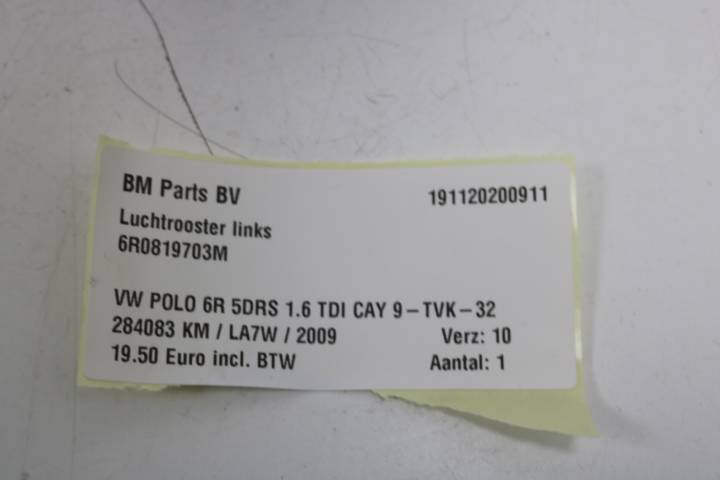 BM Parts BV 191120200911
Luchtrooster links
6R0819703M
VW POLO 6R 5DRS 1.6 TDI CAY 9-TVK-32
284083 KM / LA7W / 2009 Verz: 10
19.50 Euro incl. BTW Aantal: 1